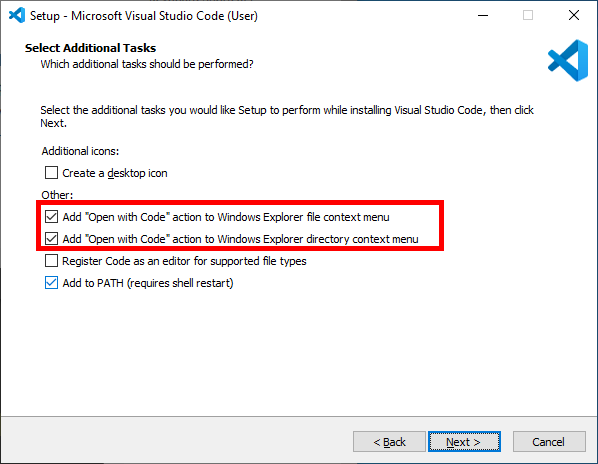 Setup - Microsoft Visual Studio Code (User)
Select Additional Tasks
Which additional tasks should be performed?
Select the additional tasks you would like Setup to perform while installing Visual Studio Code, then click
Next.
Additional icons:
Create a desktop icon
Other:
Add "Open with Code" action to Windows Explorer file context menu
Add "Open with Code" action to Windows Explorer directory context menu
Register Code as an editor for supported file types
Add to PATH (requires shell restart)
< Back
Next >
Cancel